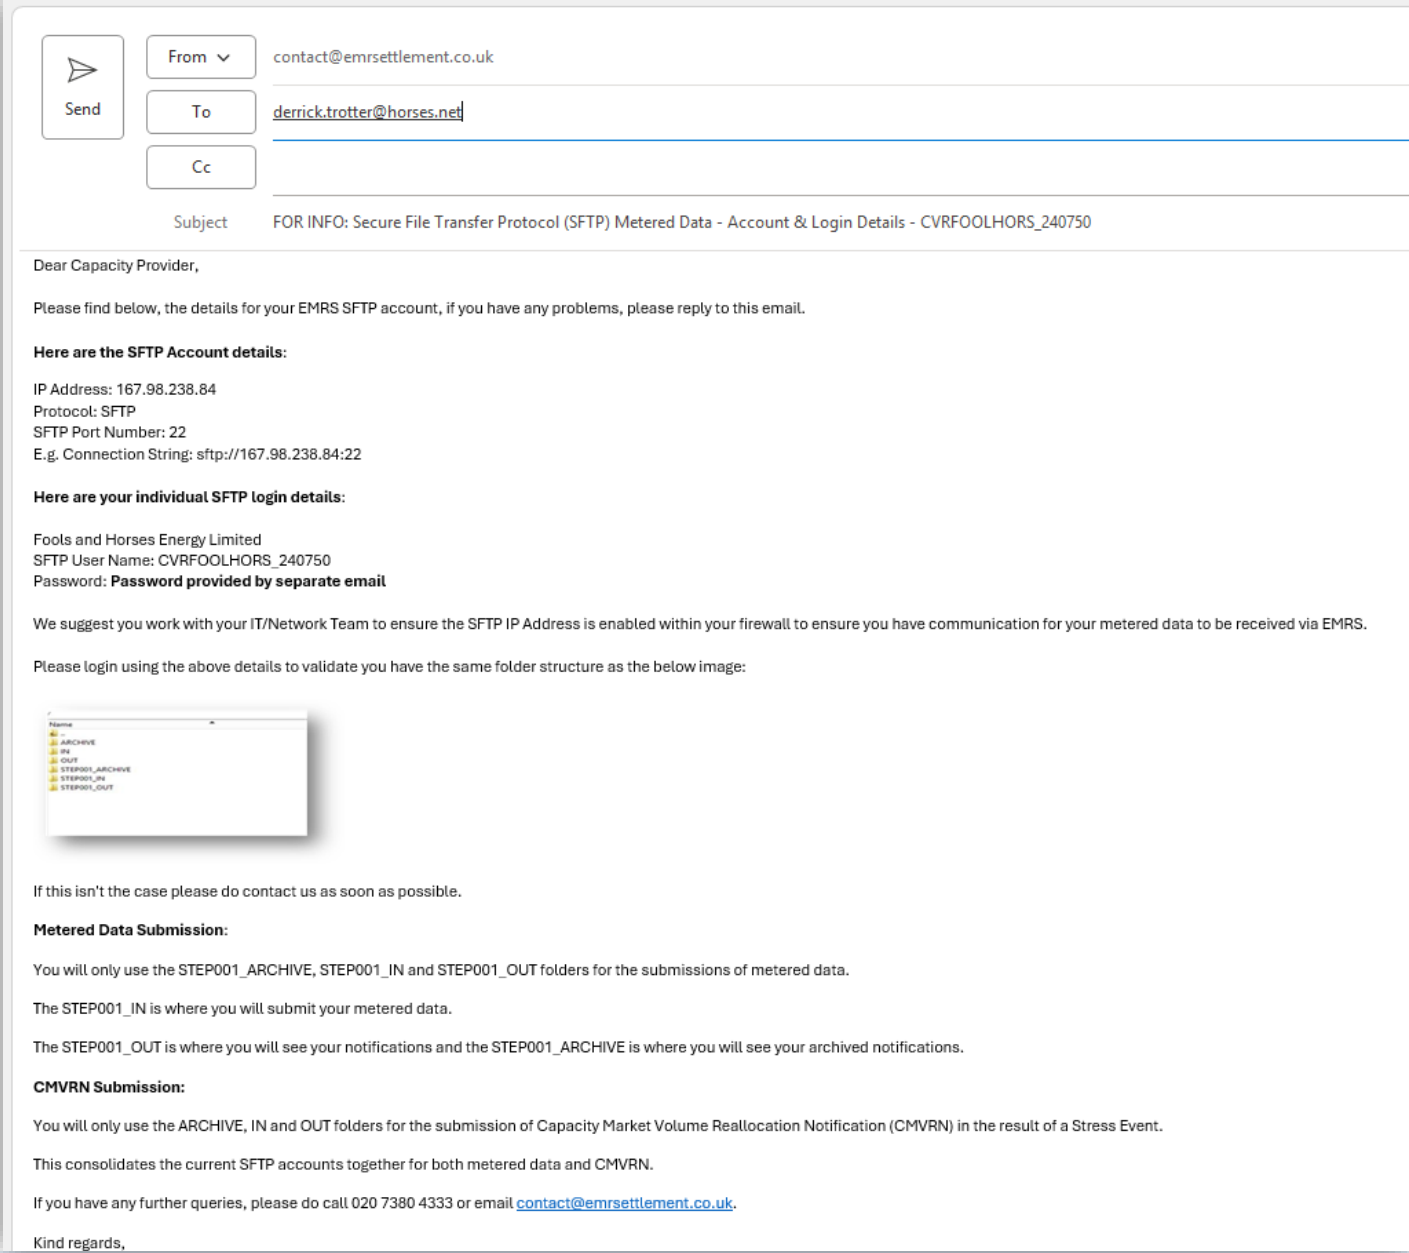 Send
From
contact@emrsettlement.co.uk
To
derrick.trotter@horses.net
Cc
Subject
FOR INFO: Secure File Transfer Protocol (SFTP) Metered Data - Account & Login Details - CVRFOOLHORS_240750
Dear Capacity Provider,
Please find below, the details for your EMRS SFTP account, if you have any problems, please reply to this email.
Here are the SFTP Account details:
IP Address: 167.98.238.84
Protocol: SFTP
SFTP Port Number: 22
E.g. Connection String: sftp://167.98.238.84:22
Here are your individual SFTP login details:
Fools and Horses Energy Limited
SFTP User Name: CVRFOOLHORS_240750
Password: Password provided by separate email
We suggest you work with your IT/Network Team to ensure the SFTP IP Address is enabled within your firewall to ensure you have communication for your metered data to be received via EMRS.
Please login using the above details to validate you have the same folder structure as the below image:
/
Name
..
ARCHIVE
IN
OUT
STEP001_ARCHIVE
STEP001_IN
STEP001_OUT
If this isn't the case please do contact us as soon as possible.
Metered Data Submission:
You will only use the STEP001_ARCHIVE, STEP001_IN and STEP001_OUT folders for the submissions of metered data.
The STEP001_IN is where you will submit your metered data.
The STEP001_OUT is where you will see your notifications and the STEP001_ARCHIVE is where you will see your archived notifications.
CMVRN Submission:
You will only use the ARCHIVE, IN and OUT folders for the submission of Capacity Market Volume Reallocation Notification (CMVRN) in the result of a Stress Event.
This consolidates the current SFTP accounts together for both metered data and CMVRN.
If you have any further queries, please do call 020 7380 4333 or email contact@emrsettlement.co.uk.
Kind regards,